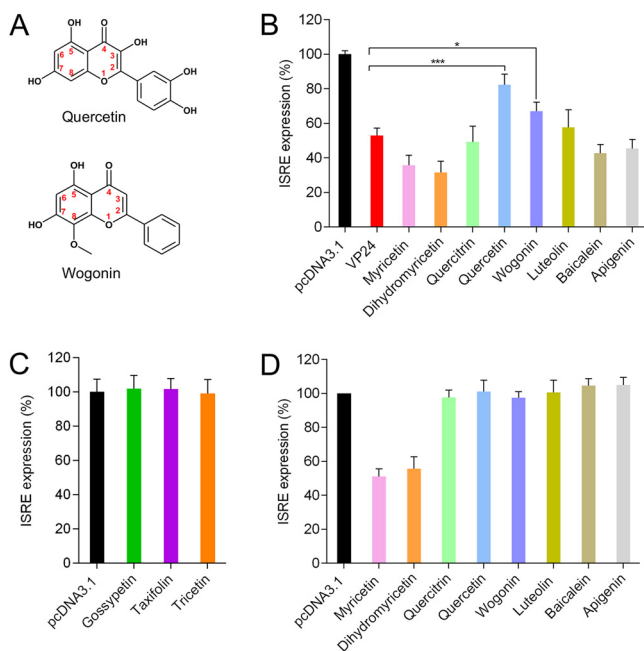 A
OH
O
OH
5
4
6
3
7
8
2
1
HO
O
OH
OH
Quercetin
OH
O
5
4
6
3
7
8
2
1
HO
O
O
Wogonin
B
ISRE expression (%)
120
100
80
60
40
20
0
*
***
pcDNA3.1
VP24
Myricetin
Dihydromyricetin
Quercitrin
Quercetin
Wogonin
Luteolin
Baicalein
Apigenin
C
ISRE expression (%)
120
100
80
60
40
20
0
pcDNA3.1
Gossypetin
Taxifolin
Tricetin
D
ISRE expression (%)
120
100
80
60
40
20
0
pcDNA3.1
Myricetin
Dihydromyricetin
Quercitrin
Quercetin
Wogonin
Luteolin
Baicalein
Apigenin